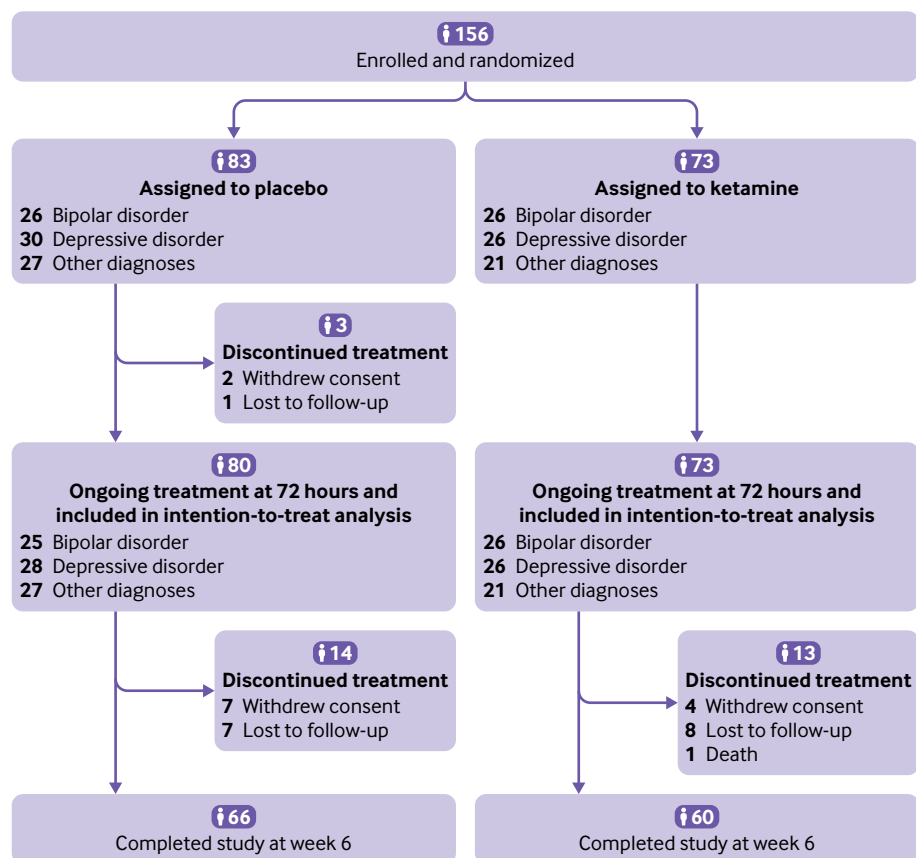 156
Enrolled and randomized
83
Assigned to placebo
26 Bipolar disorder
30 Depressive disorder
27 Other diagnoses
73
Assigned to ketamine
26 Bipolar disorder
26 Depressive disorder
21 Other diagnoses
3
Discontinued treatment
2 Withdrew consent
1 Lost to follow-up
80
Ongoing treatment at 72 hours and
included in intention-to-treat analysis
25 Bipolar disorder
28 Depressive disorder
27 Other diagnoses
73
Ongoing treatment at 72 hours and
included in intention-to-treat analysis
26 Bipolar disorder
26 Depressive disorder
21 Other diagnoses
14
Discontinued treatment
7 Withdrew consent
7 Lost to follow-up
13
Discontinued treatment
4 Withdrew consent
8 Lost to follow-up
1 Death
66
Completed study at week 6
60
Completed study at week 6